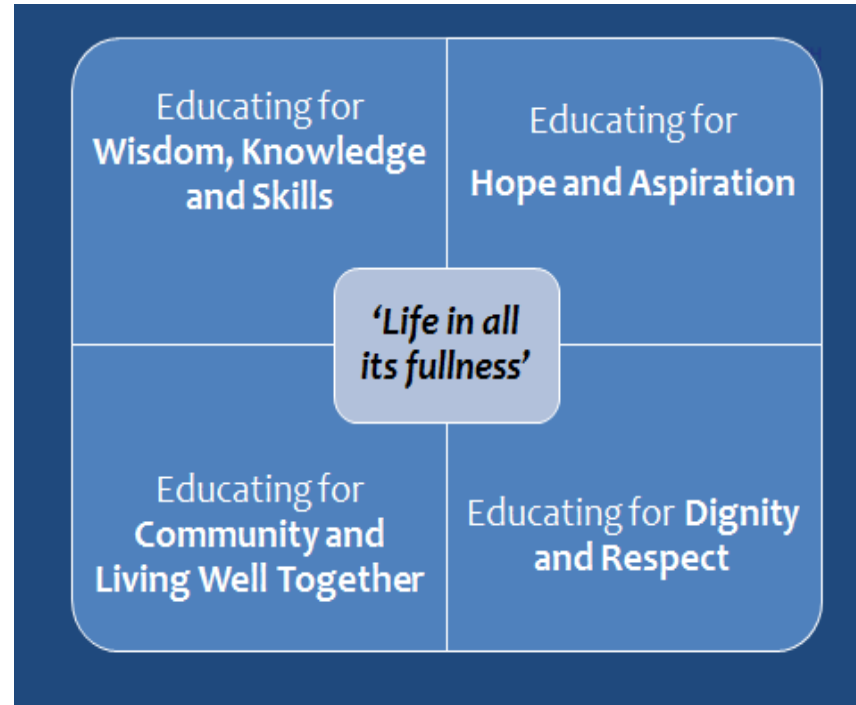 Educating for
Wisdom, Knowledge
and Skills
Educating for
Hope and Aspiration
‘Life in all
its fullness’
Educating for
Community and
Living Well Together
Educating for Dignity
and Respect